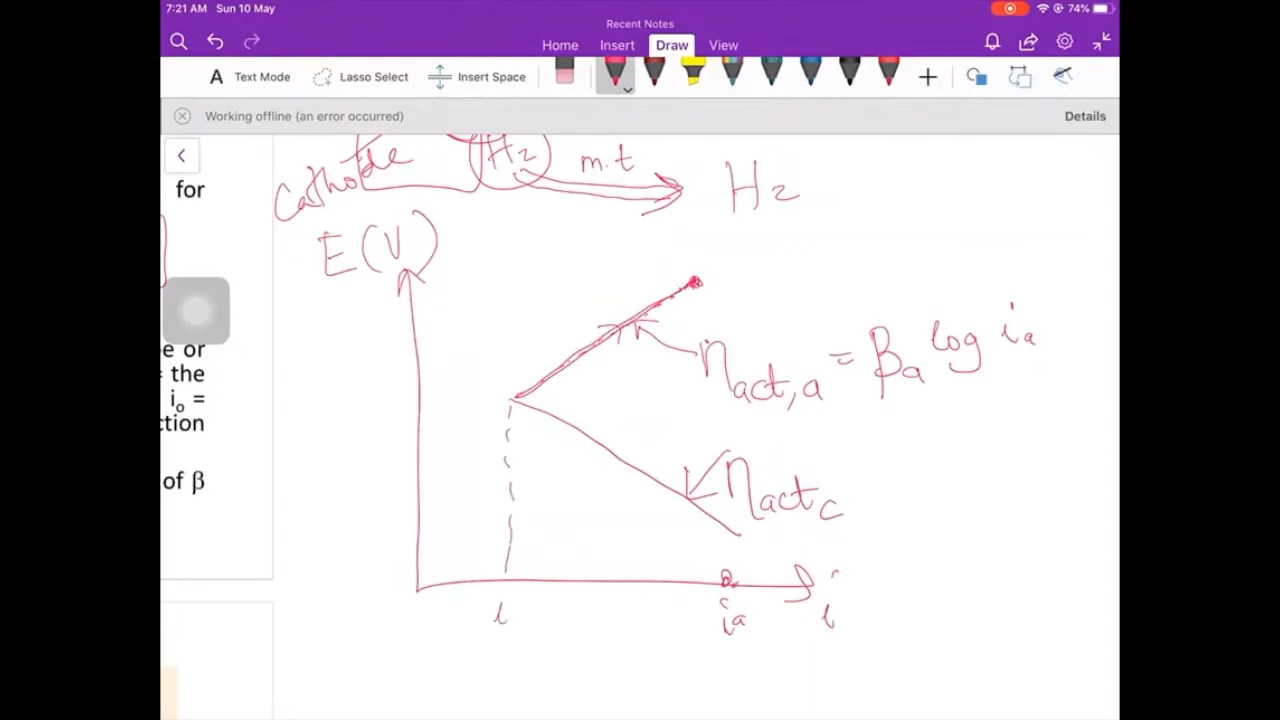 7:21 AM Sun 10 May
74%
Recent Notes
Home Insert Draw View
A Text Mode Lasso Select Insert Space
Working offline (an error occurred) Details
for
e or
the
i₀ =
ction
of β
Cathode H₂ m.t H₂
E(V)
η act, a = βₐ log iₐ
η act c
i
iₐ
i